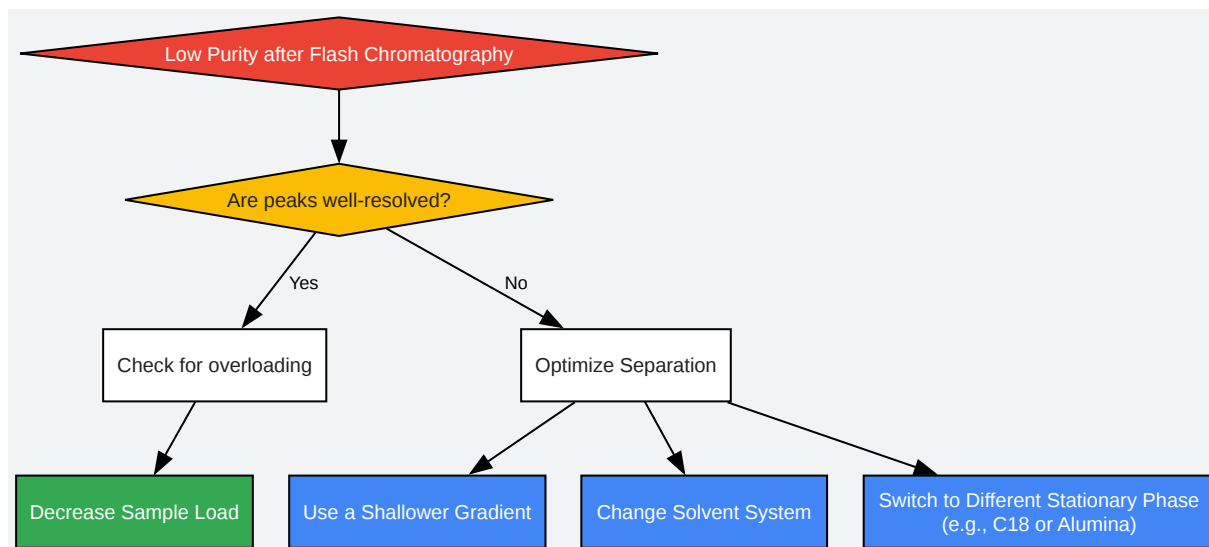 Low Purity after Flash Chromatography
Are peaks well-resolved?
Yes
No
Check for overloading
Optimize Separation
Decrease Sample Load
Use a Shallower Gradient
Change Solvent System
Switch to Different Stationary Phase
(e.g., C18 or Alumina)